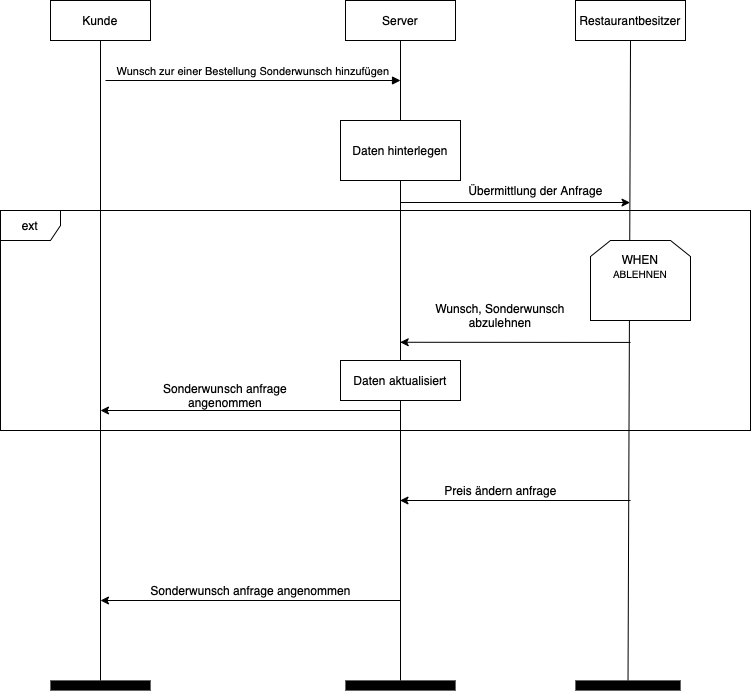 Kunde
Server
Restaurantbesitzer
Wunsch zur einer Bestellung Sonderwunsch hinzufügen
Daten hinterlegen
Übermittlung der Anfrage
ext
WHEN
ABLEHNEN
Wunsch, Sonderwunsch
abzulehnen
Daten aktualisiert
Sonderwunsch anfrage
angenommen
Preis ändern anfrage
Sonderwunsch anfrage angenommen